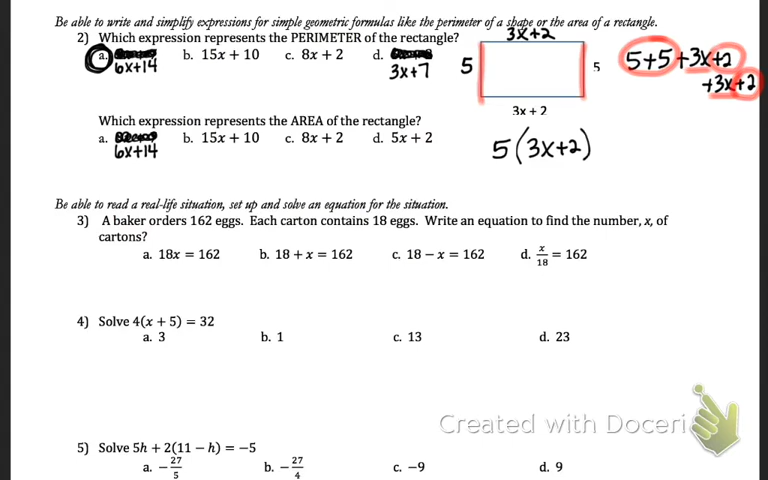 Be able to write and simplify expressions for simple geometric formulas like the perimeter of a shape or the area of a rectangle.
2) Which expression represents the PERIMETER of the rectangle?
3x+2
a. 6x+14 b. 15x + 10 c. 8x + 2 d. 3x+7
5
5
5+5+3x+2
+3x+2
3x + 2
Which expression represents the AREA of the rectangle?
a. 6x+14 b. 15x + 10 c. 8x + 2 d. 5x + 2
5(3x+2)
Be able to read a real-life situation, set up and solve an equation for the situation.
3) A baker orders 162 eggs. Each carton contains 18 eggs. Write an equation to find the number, x, of
cartons?
a. 18x = 162 b. 18 + x = 162 c. 18 − x = 162 d. x/18 = 162
4) Solve 4(x + 5) = 32
a. 3 b. 1 c. 13 d. 23
Created with Doceri
5) Solve 5h + 2(11 − h) = −5
a. −27/5 b. −27/4 c. −9 d. 9